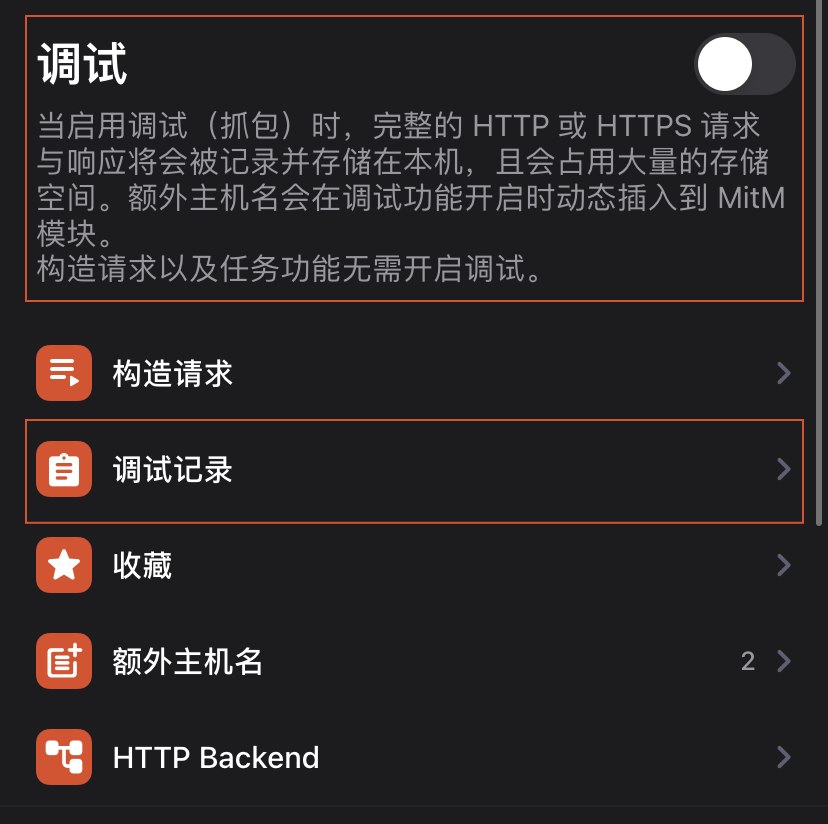 调试
当启用调试（抓包）时，完整的 HTTP 或 HTTPS 请求
与响应将会被记录并存储在本机，且会占用大量的存储
空间。额外主机名会在调试功能开启时动态插入到 MitM
模块。
构造请求以及任务功能无需开启调试。
构造请求
调试记录
收藏
额外主机名 2
HTTP Backend